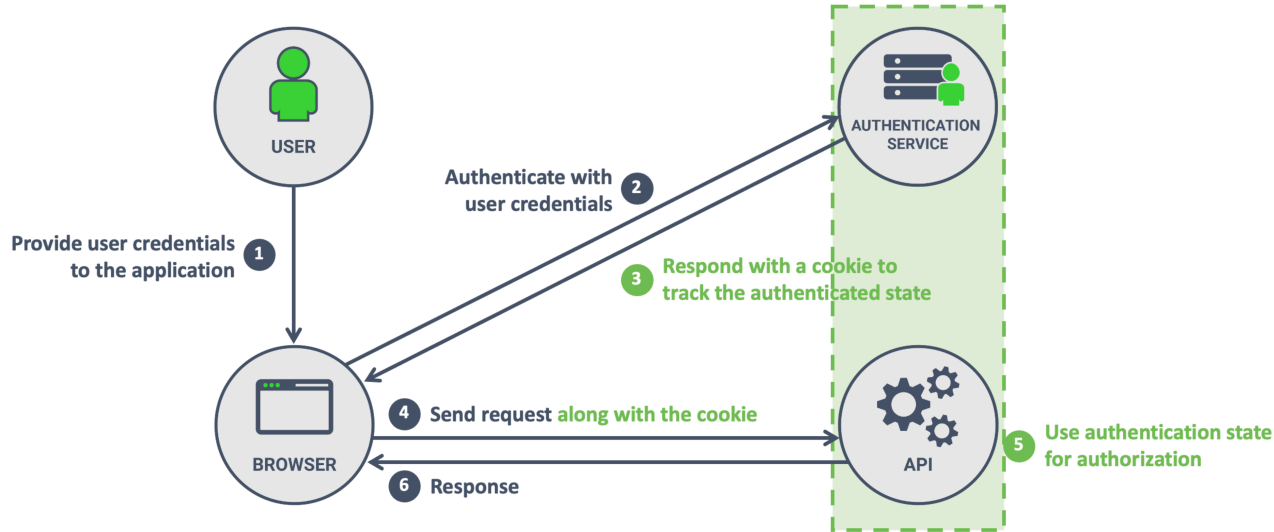 USER
AUTHENTICATION
SERVICE
Authenticate with
user credentials
2
Provide user credentials
to the application
1
3
Respond with a cookie to
track the authenticated state
4 Send request along with the cookie
BROWSER
API
5
Use authentication state
for authorization
6 Response